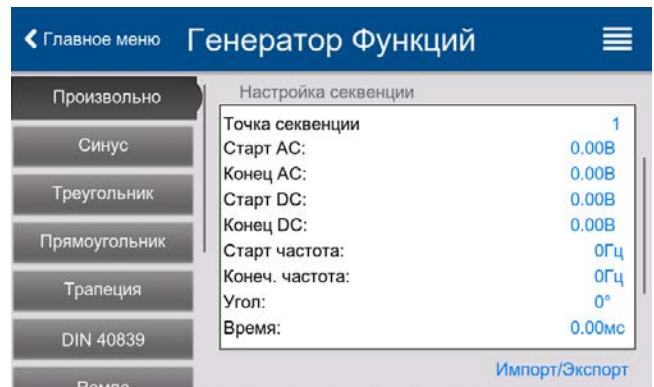 Главное меню Генератор Функций
Произвольно
Синус
Треугольник
Прямоугольник
Трапеция
DIN 40839
Рампа
Настройка секвенции
Точка секвенции 1
Старт AC: 0.00В
Конец AC: 0.00В
Старт DC: 0.00В
Конец DC: 0.00В
Старт частота: 0Гц
Конеч. частота: 0Гц
Угол: 0°
Время: 0.00мс
Импорт/Экспорт